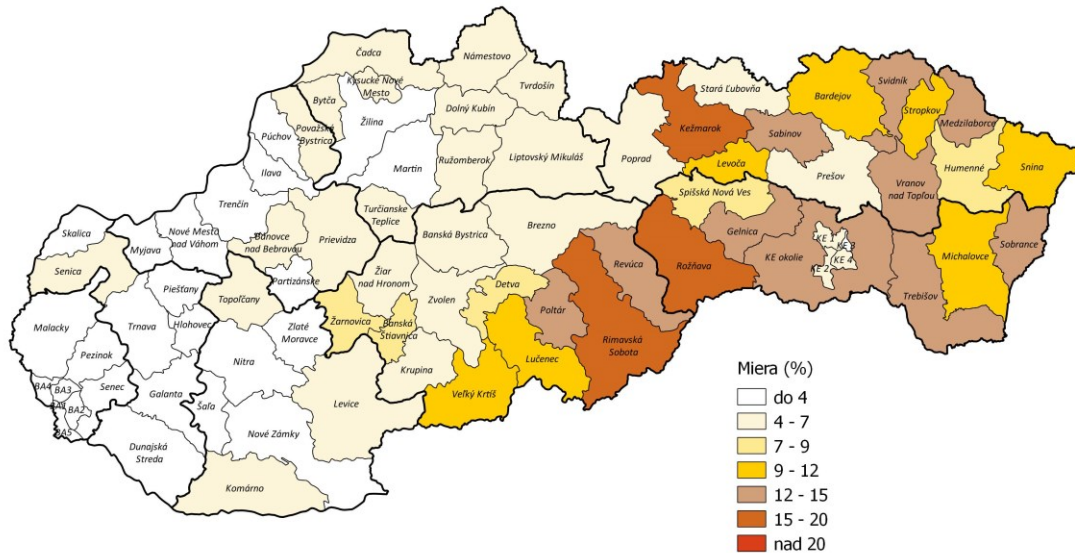 Námestovo
Čadca
Tvrdošín
Kysucké Nové
Mesto
Bytča
Dolný Kubín
Stará Ľubovňa
Bardejov
Svidník
Stropkov
Medzilaborce
Púchov
Považská
Bystrica
Žilina
Kežmarok
Sabinov
Ilava
Martin
Ružomberok
Liptovský Mikuláš
Poprad
Levoča
Prešov
Vranov
nad Topľou
Humenné
Snina
Trenčín
Turčianske
Teplice
Spišská Nová Ves
Skalica
Myjava
Nové Mesto
nad Váhom
Bánovce
nad Bebravou
Prievidza
Banská Bystrica
Brezno
Gelnica
KE 1
KE 3
KE 4
KE 2
KE okolie
Michalovce
Sobrance
Senica
Partizánske
Žiar
nad Hronom
Revúca
Rožňava
Piešťany
Topoľčany
Zvolen
Detva
Trebišov
Malacky
Trnava
Hlohovec
Zlaté
Moravce
Žarnovica
Banská
Štiavnica
Poltár
Rimavská
Sobota
Pezinok
Nitra
Krupina
Lučenec
Senec
Galanta
Šaľa
Levice
Veľký Krtíš
BA4
BA3
BA1
BA2
BA5
Nové Zámky
Dunajská
Streda
Komárno
Miera (%)
do 4
4 - 7
7 - 9
9 - 12
12 - 15
15 - 20
nad 20